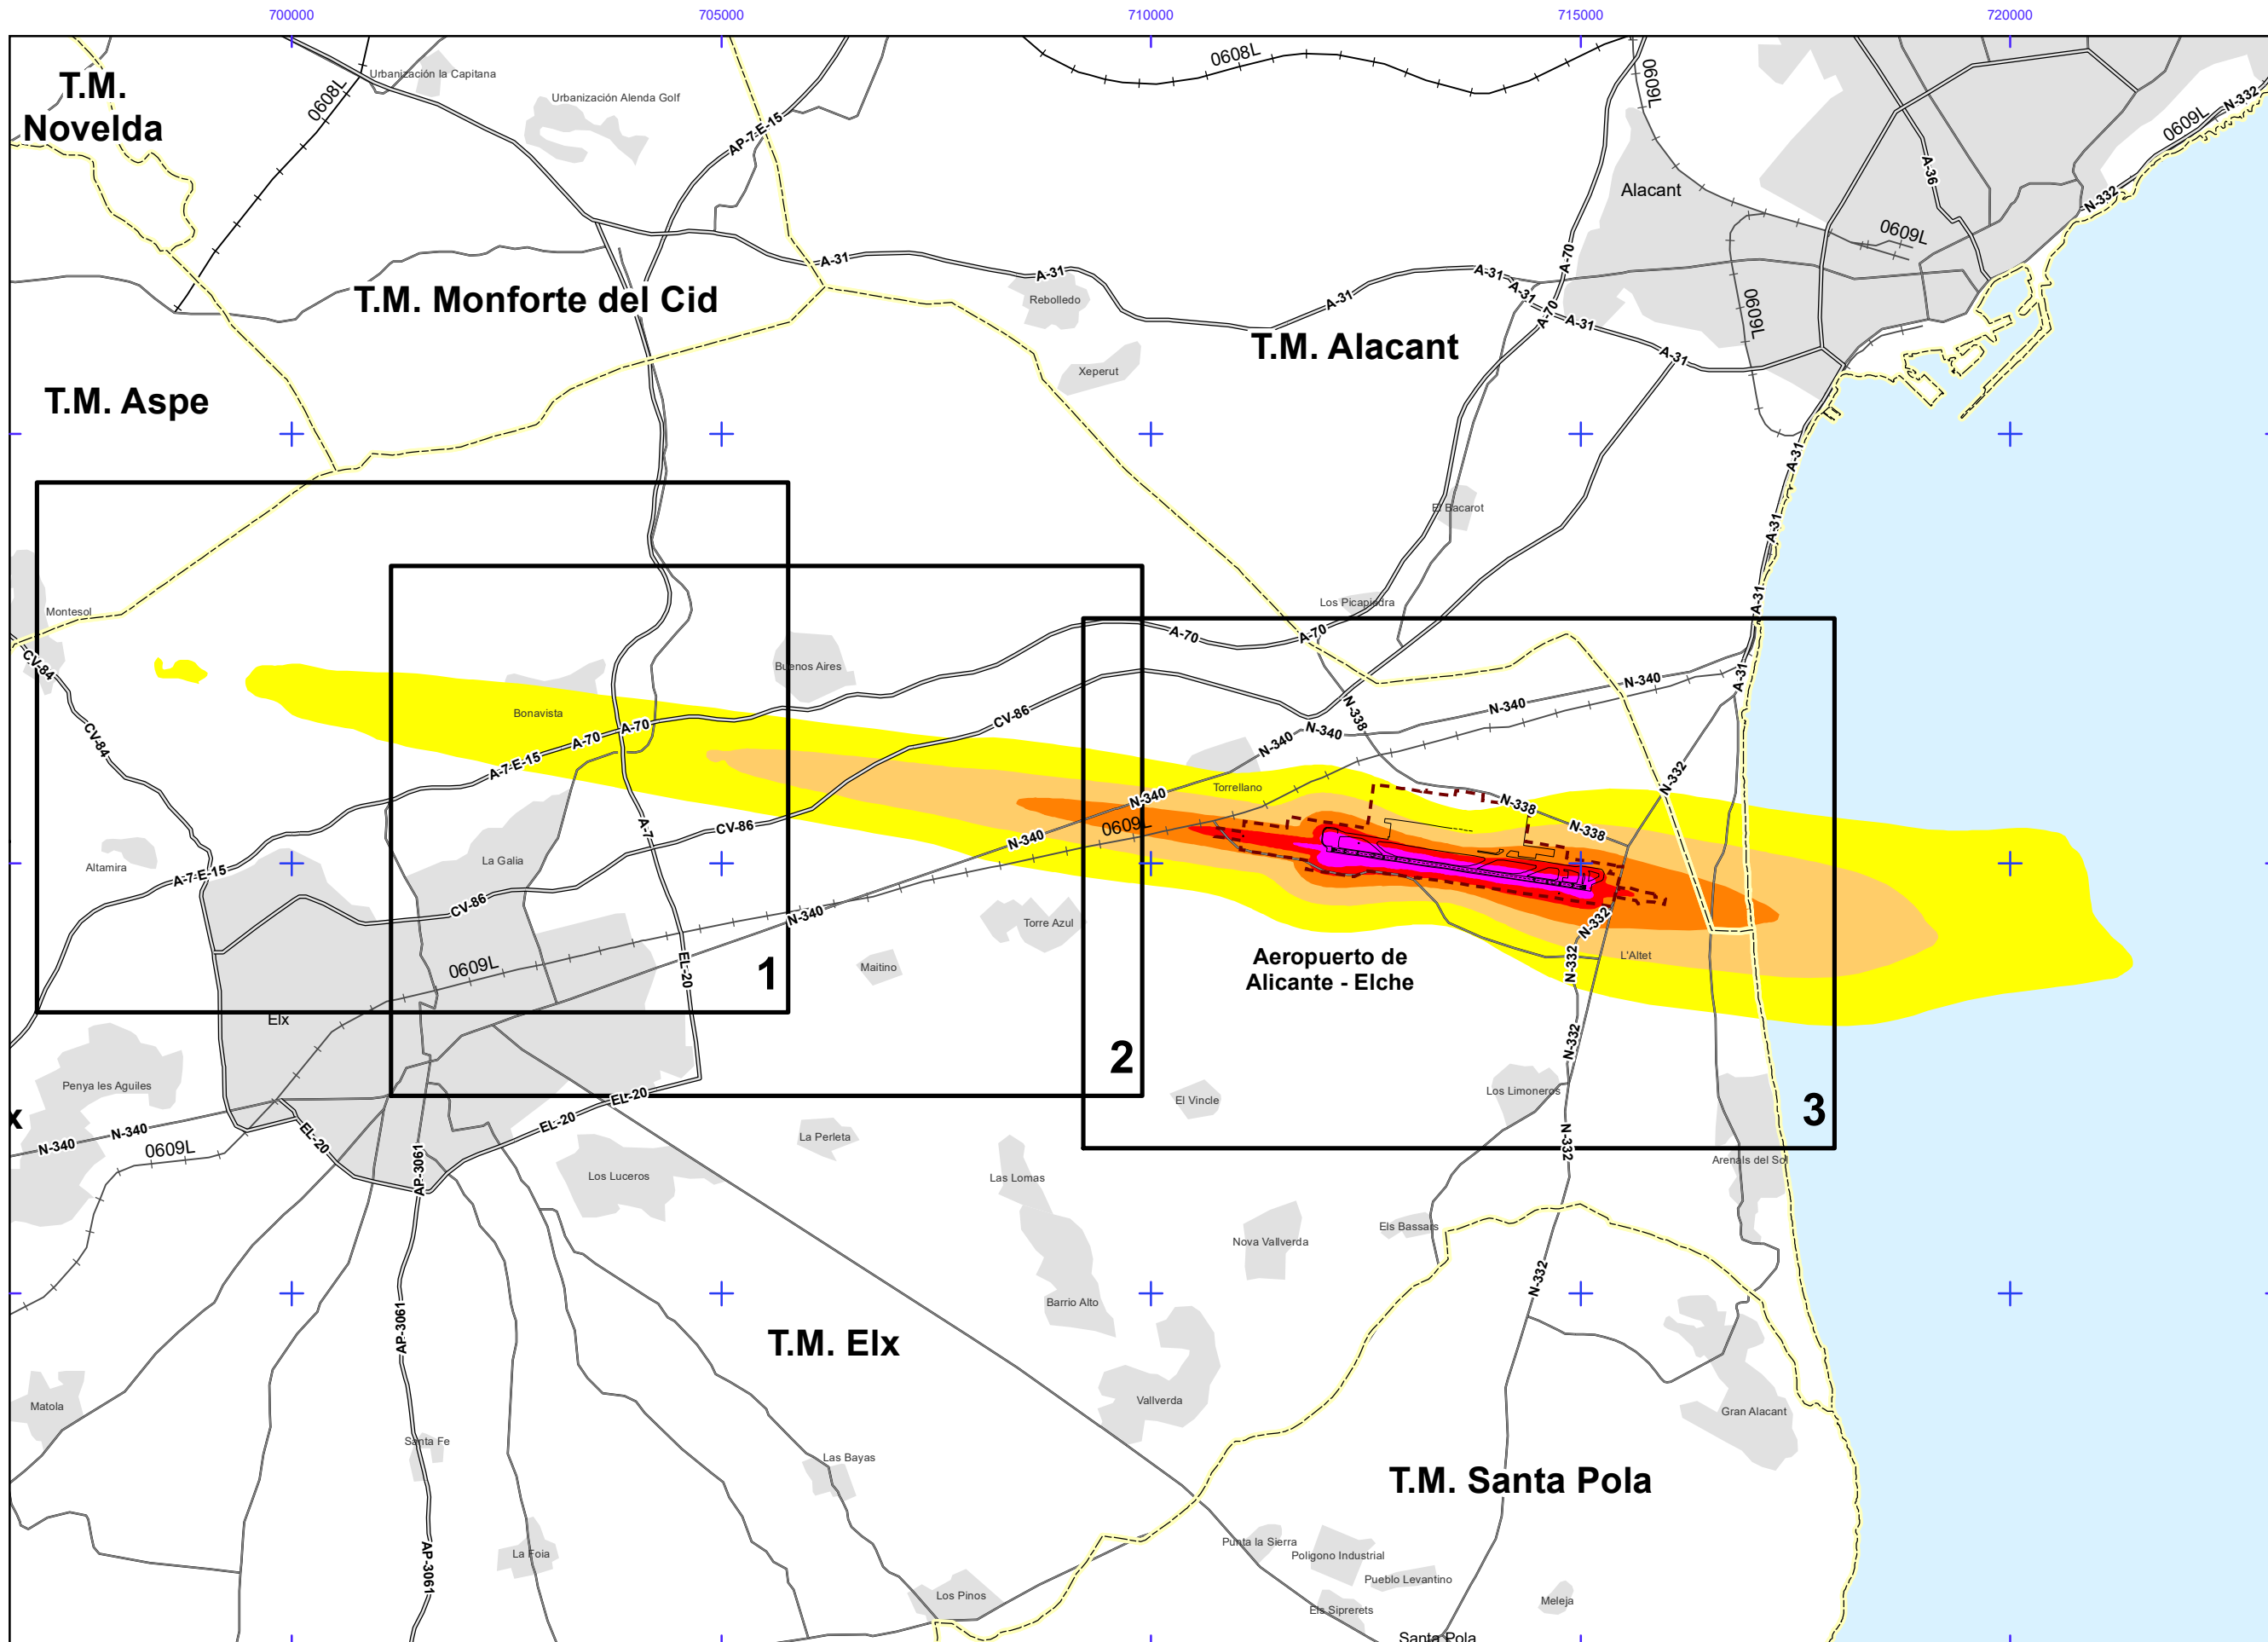 700000 705000 710000 715000 720000
Urbanización la Capitana
0608L
0608L
0609L
T.M.
Novelda
Urbanización Alenda Golf
N-332
0609L
AP-7-E-15
A-36
Alacant
N-332
0609L
A-70
A-31
A-31
A-31
A-31
T.M. Monforte del Cid
Rebolledo
A-31
A-70
A-31
0609L
T.M. Alacant
A-31
Xeperut
T.M. Aspe
A-31
El Bacarot
A-31
Montesol
Los Picapiedra
A-31
A-70
A-70
CV-84
Buenos Aires
A-31
N-340
Bonavista
CV-86
N-338
N-340
A-70
A-70
N-340
N-340
CV-84
A-7-E-15
N-332
Torrellano
N-340
N-338
0609L
N-338
CV-86
A-7
N-340
La Galia
Altamira
A-7-E-15
CV-86
N-340
N-332
Torre Azul
Aeropuerto de
Alicante - Elche
L'Altet
N-332
0609L
EL-20
Maitino
1
Elx
N-332
2
Penya les Aguiles
Los Limoneros
El Vincle
EL-20
3
x
N-340
N-340
EL-20
EL-20
La Perleta
N-332
0609L
AP-3061
Arenals del Sol
Los Luceros
Las Lomas
Els Bassars
Nova Vallverda
N-332
Barrio Alto
AP-3061
T.M. Elx
Vallverda
Matola
Gran Alacant
Santa Fe
Las Bayas
T.M. Santa Pola
Punta la Sierra
La Foia
Poligono Industrial
AP-3061
Pueblo Levantino
Los Pinos
Meleja
Els Siprerets
Santa Pola